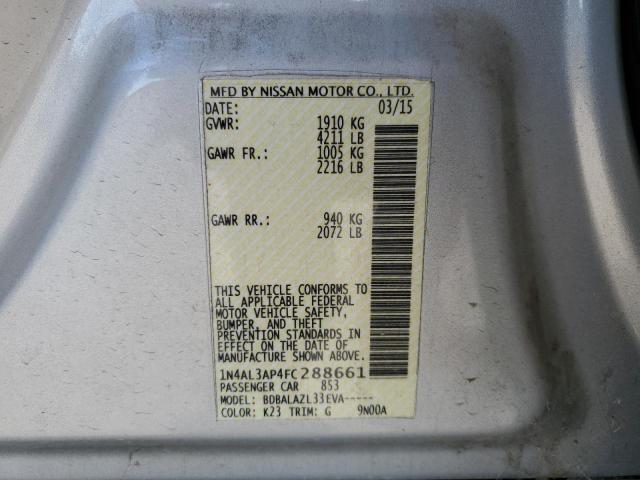 MFD BY NISSAN MOTOR CO., LTD.
DATE: 03/15
GVWR: 1910 KG
4211 LB
GAWR FR.: 1005 KG
2216 LB
GAWR RR.: 940 KG
2072 LB
THIS VEHICLE CONFORMS TO
ALL APPLICABLE FEDERAL
MOTOR VEHICLE SAFETY,
BUMPER, AND THEFT
PREVENTION STANDARDS IN
EFFECT ON THE DATE OF
MANUFACTURE SHOWN ABOVE.
1N4AL3AP4FC288661
PASSENGER CAR 853
MODEL: BDBALAZL33EVA-----
COLOR: K23 TRIM: G 9N00A